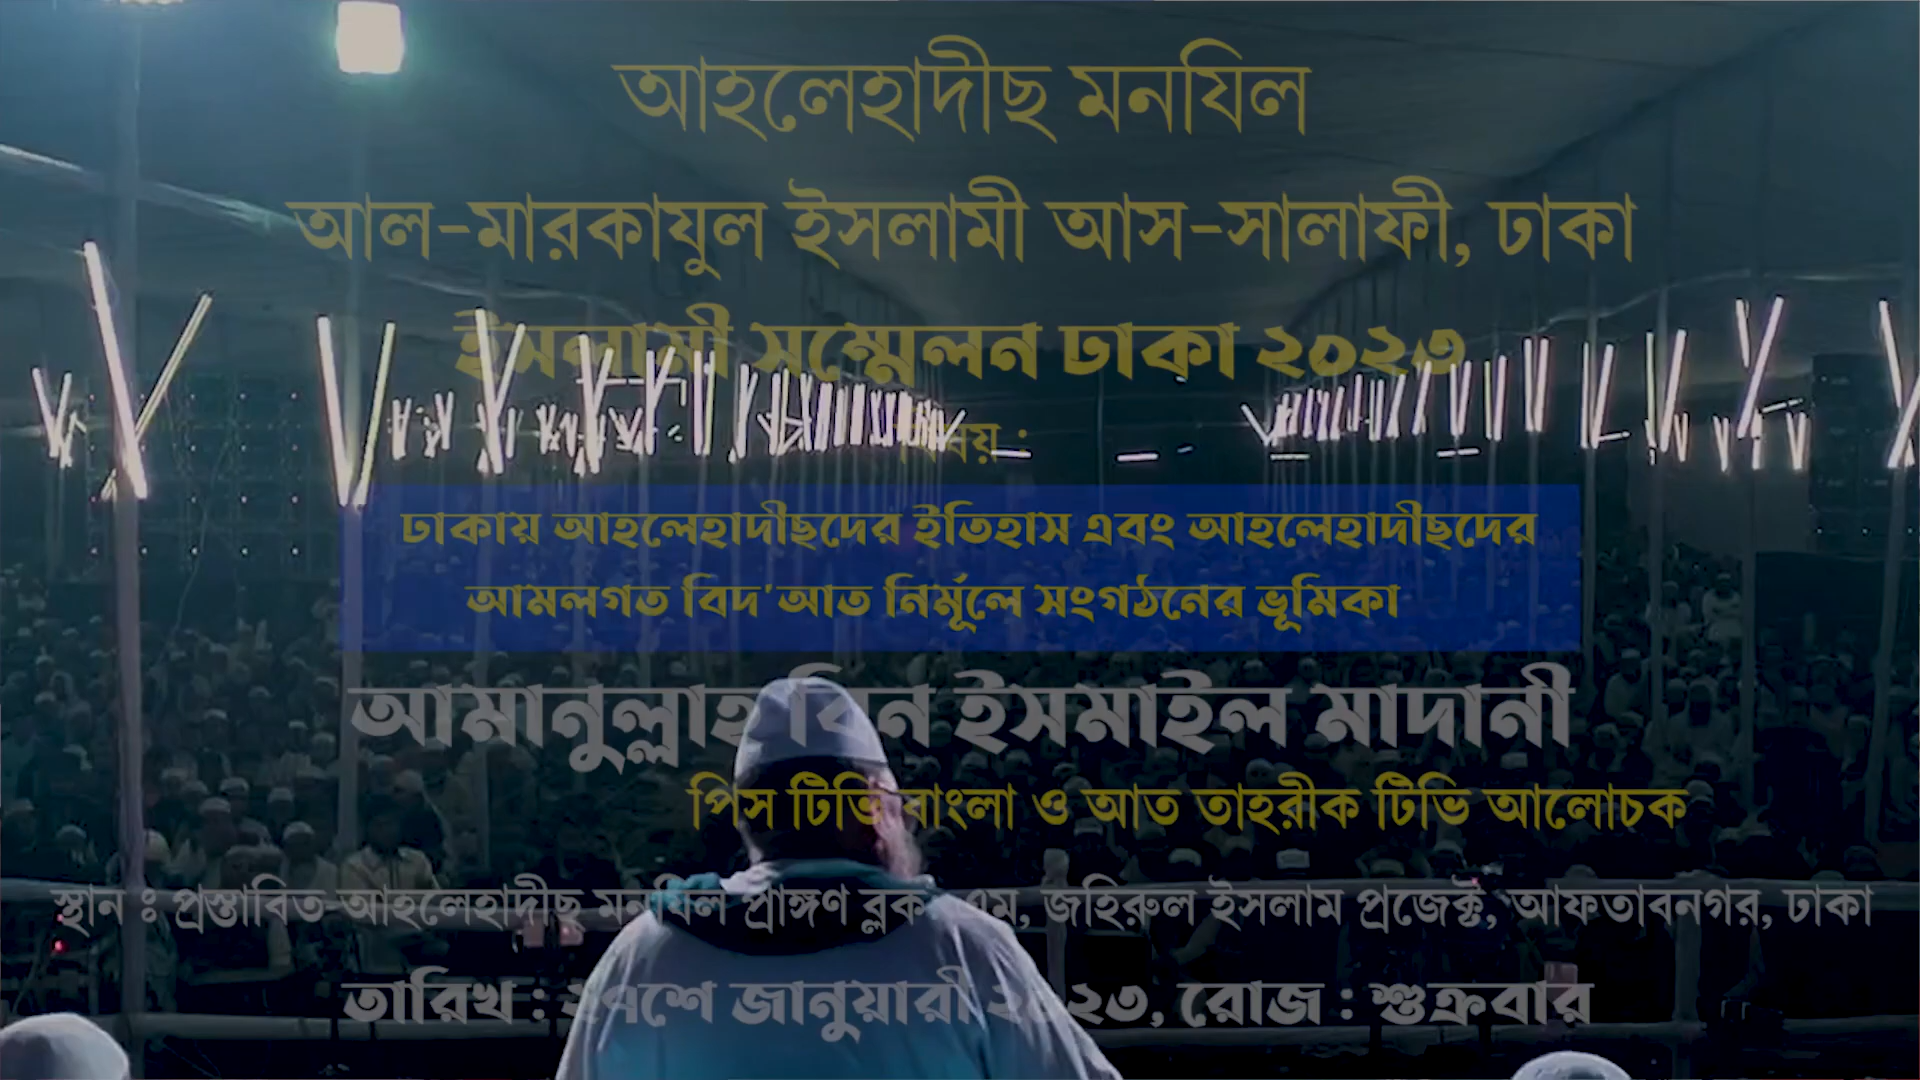 আহলেহাদীছ মনযিল
আল-মারকাযুল ইসলামী আস-সালাফী, ঢাকা
ইসলামী সম্মেলন ঢাকা ২০২৩
বিষয় :
ঢাকায় আহলেহাদীছদের ইতিহাস এবং আহলেহাদীছদের
আমলগত বিদ'আত নির্মূলে সংগঠনের ভূমিকা
আমানুল্লাহ বিন ইসমাইল মাদানী
পিস টিভি বাংলা ও আত তাহরীক টিভি আলোচক
স্থান ঃ প্রস্তাবিত আহলেহাদীছ মনযিল প্রাঙ্গণ ব্লক এম, জহিরুল ইসলাম প্রজেক্ট, আফতাবনগর, ঢাকা
তারিখ : ২৭শে জানুয়ারী ২০২৩, রোজ : শুক্রবার